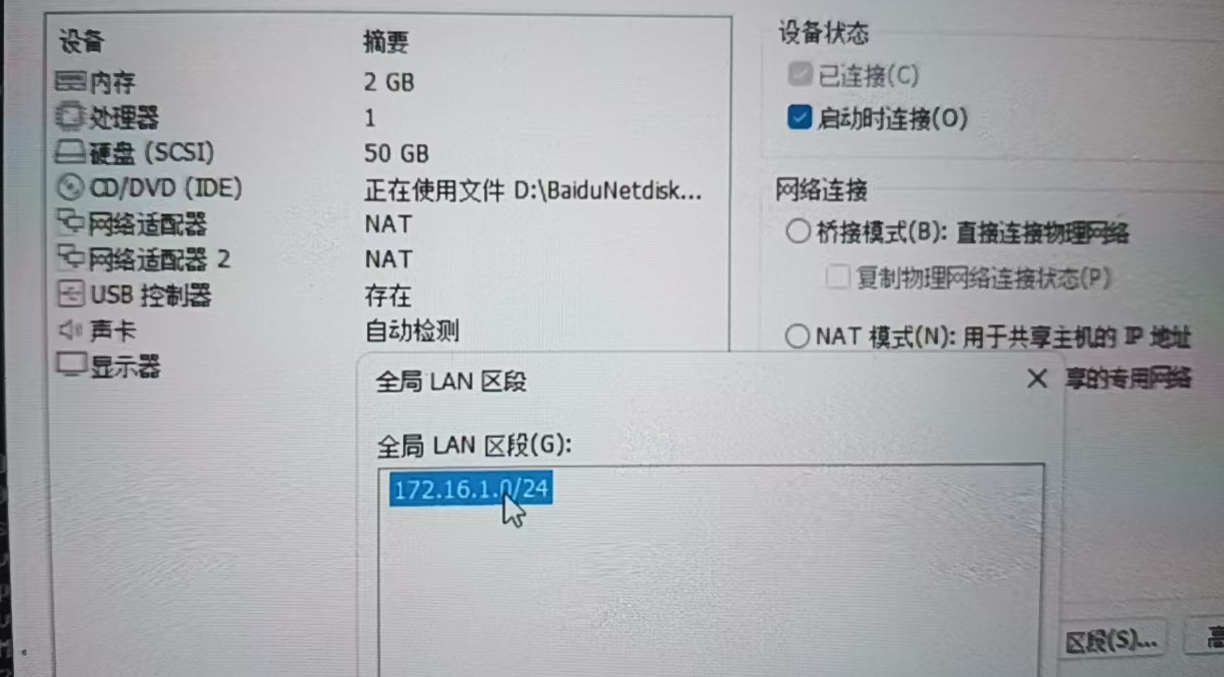 设备 摘要
内存 2 GB
处理器 1
硬盘 (SCSI) 50 GB
CD/DVD (IDE) 正在使用文件 D:\BaiduNetdisk...
网络适配器 NAT
网络适配器 2 NAT
USB 控制器 存在
声卡 自动检测
显示器
设备状态
已连接(C)
启动时连接(O)
网络连接
桥接模式(B): 直接连接物理网络
复制物理网络连接状态(P)
NAT 模式(N): 用于共享主机的 IP 地址
享的专用网络
区段(S)...
高
全局 LAN 区段
全局 LAN 区段(G):
172.16.1.0/24